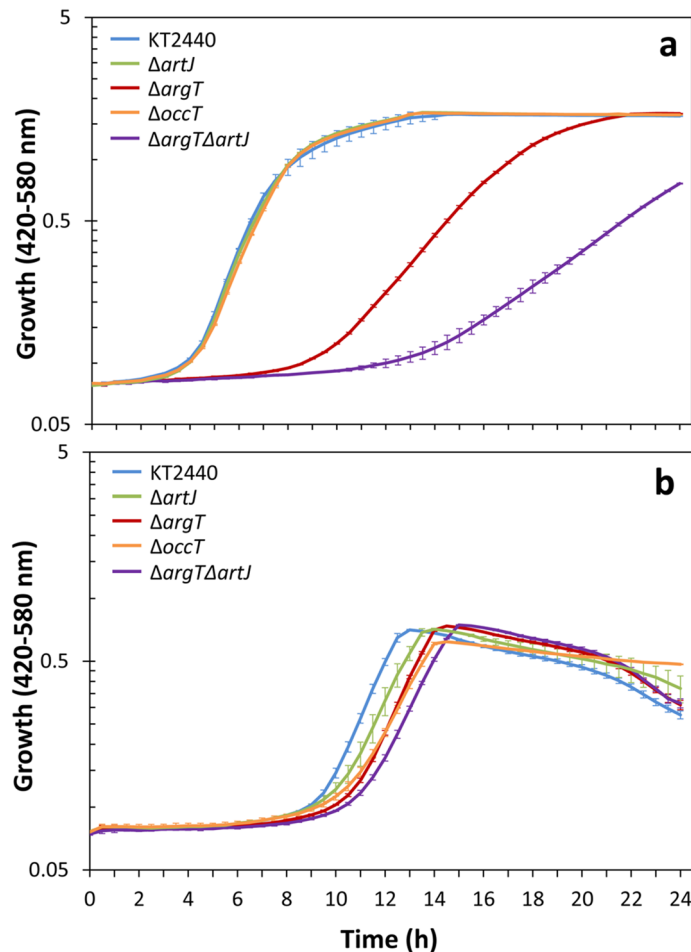 5
a
KT2440
ΔartJ
ΔargT
ΔoccT
ΔargTΔartJ
0.5
Growth (420-580 nm)
0.05
5
b
KT2440
ΔartJ
ΔargT
ΔoccT
ΔargTΔartJ
0.5
Growth (420-580 nm)
0.05
0 2 4 6 8 10 12 14 16 18 20 22 24
Time (h)